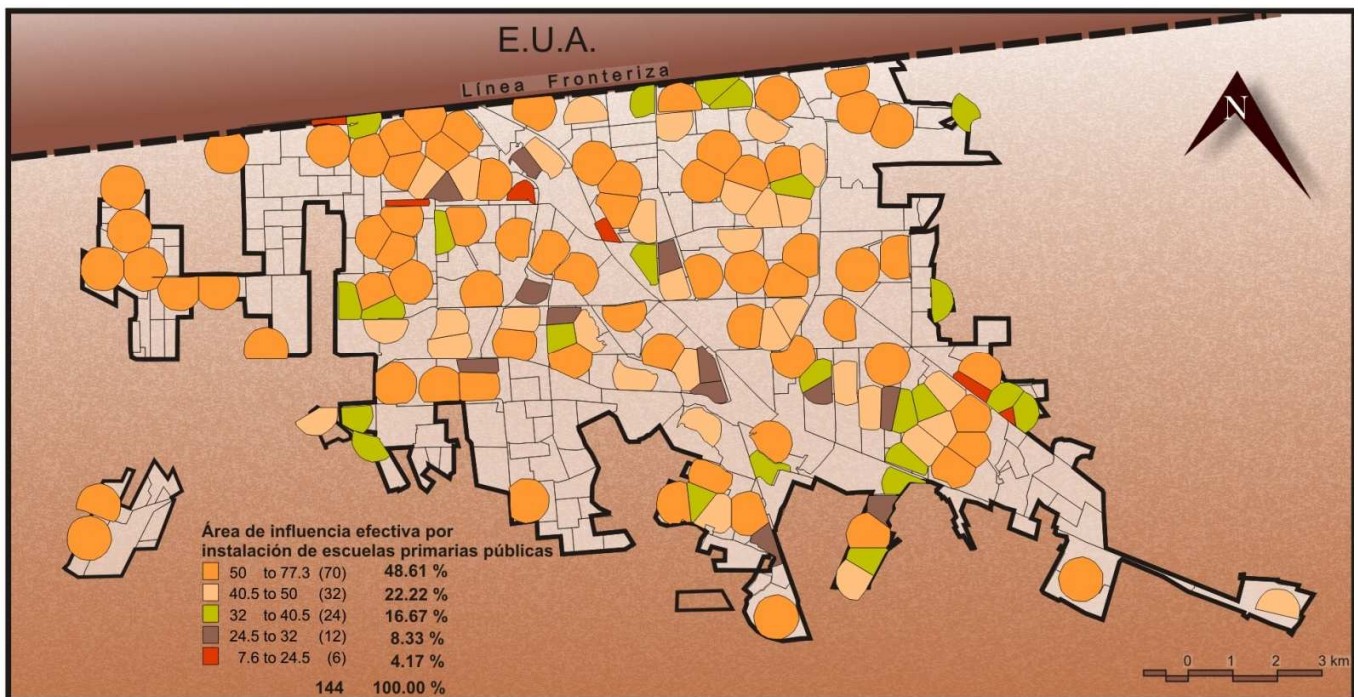 E.U.A.
Línea Fronteriza
N
Área de influencia efectiva por
instalación de escuelas primarias públicas
50 to 77.3 (70) 48.61 %
40.5 to 50 (32) 22.22 %
32 to 40.5 (24) 16.67 %
24.5 to 32 (12) 8.33 %
7.6 to 24.5 (6) 4.17 %
144 100.00 %
0 1 2 3 km